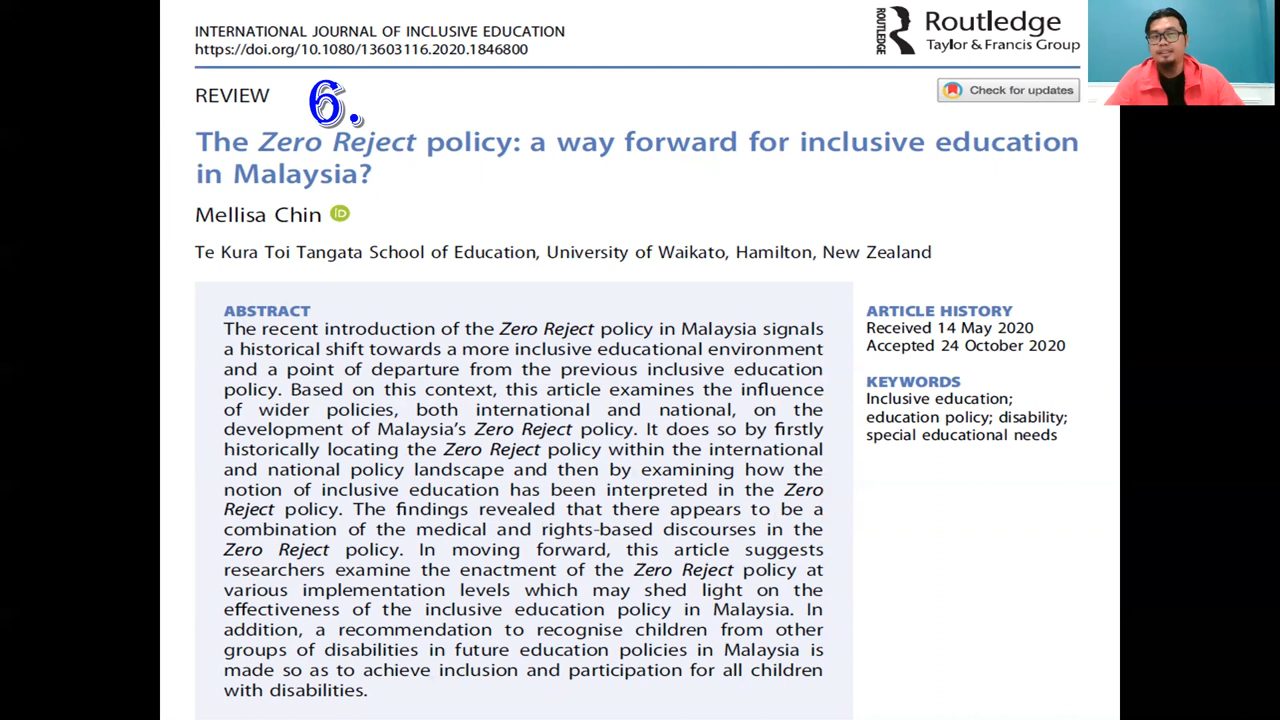 INTERNATIONAL JOURNAL OF INCLUSIVE EDUCATION
https://doi.org/10.1080/13603116.2020.1846800
ROUTLEDGE
Routledge
Taylor & Francis Group
REVIEW
6.
Check for updates
The Zero Reject policy: a way forward for inclusive education
in Malaysia?
Mellisa Chin iD
Te Kura Toi Tangata School of Education, University of Waikato, Hamilton, New Zealand
ABSTRACT
The recent introduction of the Zero Reject policy in Malaysia signals
a historical shift towards a more inclusive educational environment
and a point of departure from the previous inclusive education
policy. Based on this context, this article examines the influence
of wider policies, both international and national, on the
development of Malaysia's Zero Reject policy. It does so by firstly
historically locating the Zero Reject policy within the international
and national policy landscape and then by examining how the
notion of inclusive education has been interpreted in the Zero
Reject policy. The findings revealed that there appears to be a
combination of the medical and rights-based discourses in the
Zero Reject policy. In moving forward, this article suggests
researchers examine the enactment of the Zero Reject policy at
various implementation levels which may shed light on the
effectiveness of the inclusive education policy in Malaysia. In
addition, a recommendation to recognise children from other
groups of disabilities in future education policies in Malaysia is
made so as to achieve inclusion and participation for all children
with disabilities.
ARTICLE HISTORY
Received 14 May 2020
Accepted 24 October 2020
KEYWORDS
Inclusive education;
education policy; disability;
special educational needs